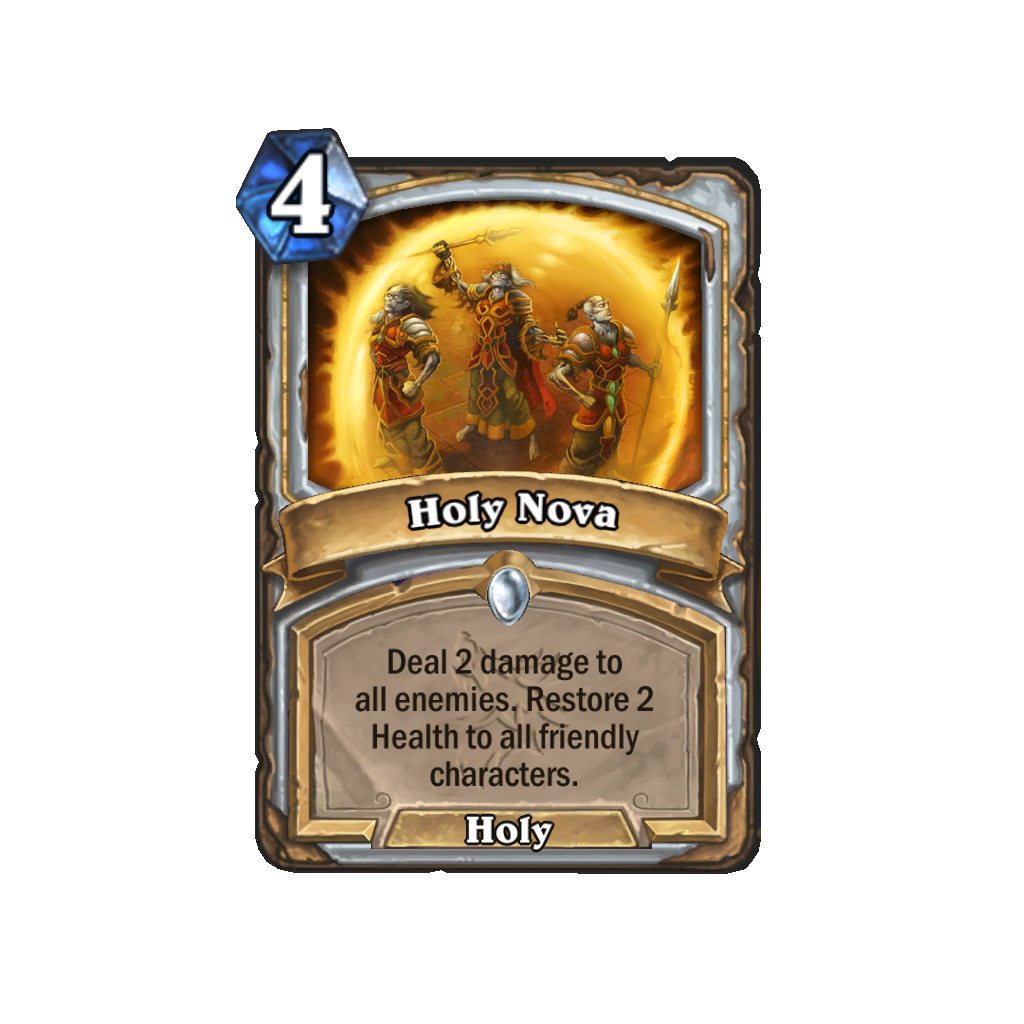 4
Holy Nova
Deal 2 damage to
all enemies. Restore 2
Health to all friendly
characters.
Holy